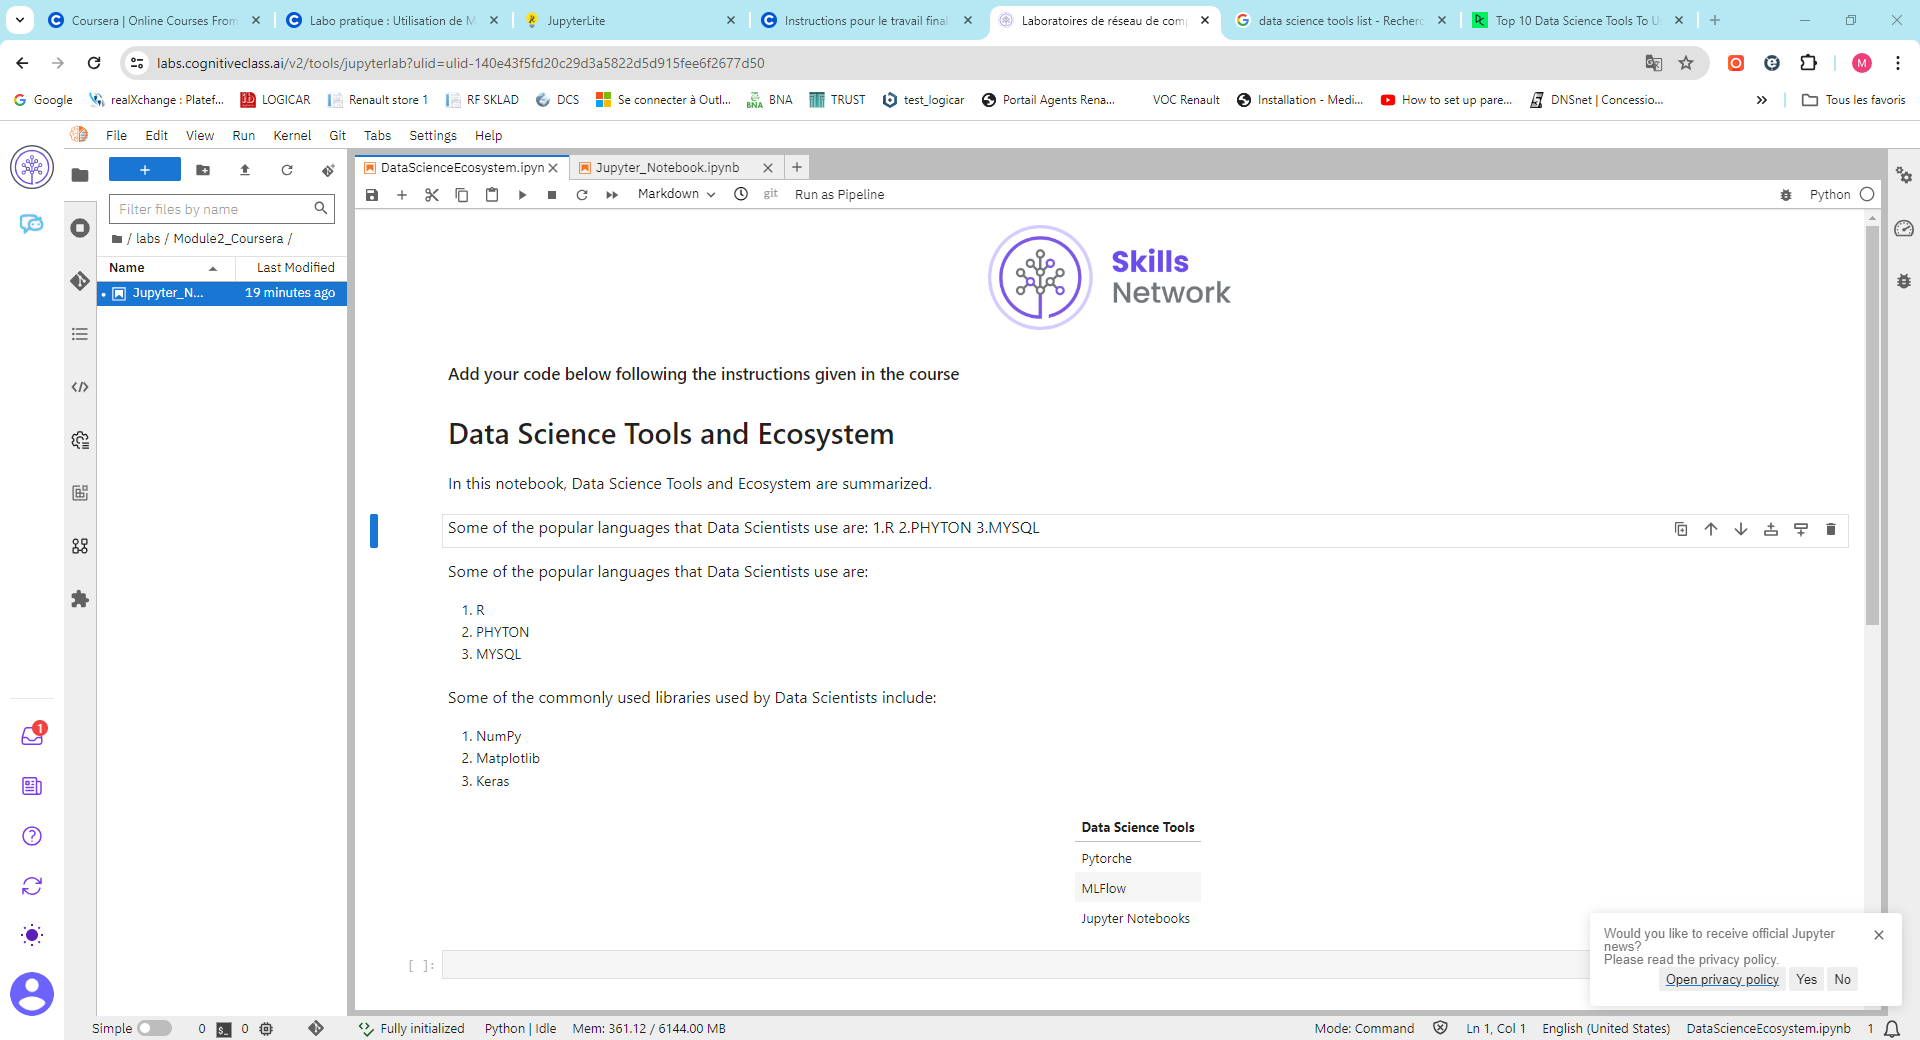 Coursera | Online Courses From
Labo pratique : Utilisation de M
JupyterLite
Instructions pour le travail final
Laboratoires de réseau de comp
data science tools list - Recherc
Top 10 Data Science Tools To U
labs.cognitiveclass.ai/v2/tools/jupyterlab?ulid=ulid-140e43f5fd20c29d3a5822d5d915fee6f2677d50
M
Google
realXchange : Platef...
LOGICAR
Renault store 1
RF SKLAD
DCS
Se connecter à Outl...
BNA
TRUST
test_logicar
Portail Agents Rena...
VOC Renault
Installation - Medi...
How to set up pare...
DNSnet | Concessio...
Tous les favoris
File Edit View Run Kernel Git Tabs Settings Help
DataScienceEcosystem.ipyn
Jupyter_Notebook.ipynb
Markdown
git
Run as Pipeline
Python
Filter files by name
/ labs / Module2_Coursera /
Name Last Modified
Jupyter_N... 19 minutes ago
Skills
Network
Add your code below following the instructions given in the course
Data Science Tools and Ecosystem
In this notebook, Data Science Tools and Ecosystem are summarized.
Some of the popular languages that Data Scientists use are: 1.R 2.PHYTON 3.MYSQL
Some of the popular languages that Data Scientists use are:
1. R
2. PHYTON
3. MYSQL
Some of the commonly used libraries used by Data Scientists include:
1. NumPy
2. Matplotlib
3. Keras
Data Science Tools
Pytorche
MLFlow
Jupyter Notebooks
[ ]:
1
Would you like to receive official Jupyter
news?
Please read the privacy policy.
Open privacy policy Yes No
Simple 0 0 Fully initialized Python | Idle Mem: 361.12 / 6144.00 MB
Mode: Command Ln 1, Col 1 English (United States) DataScienceEcosystem.ipynb 1